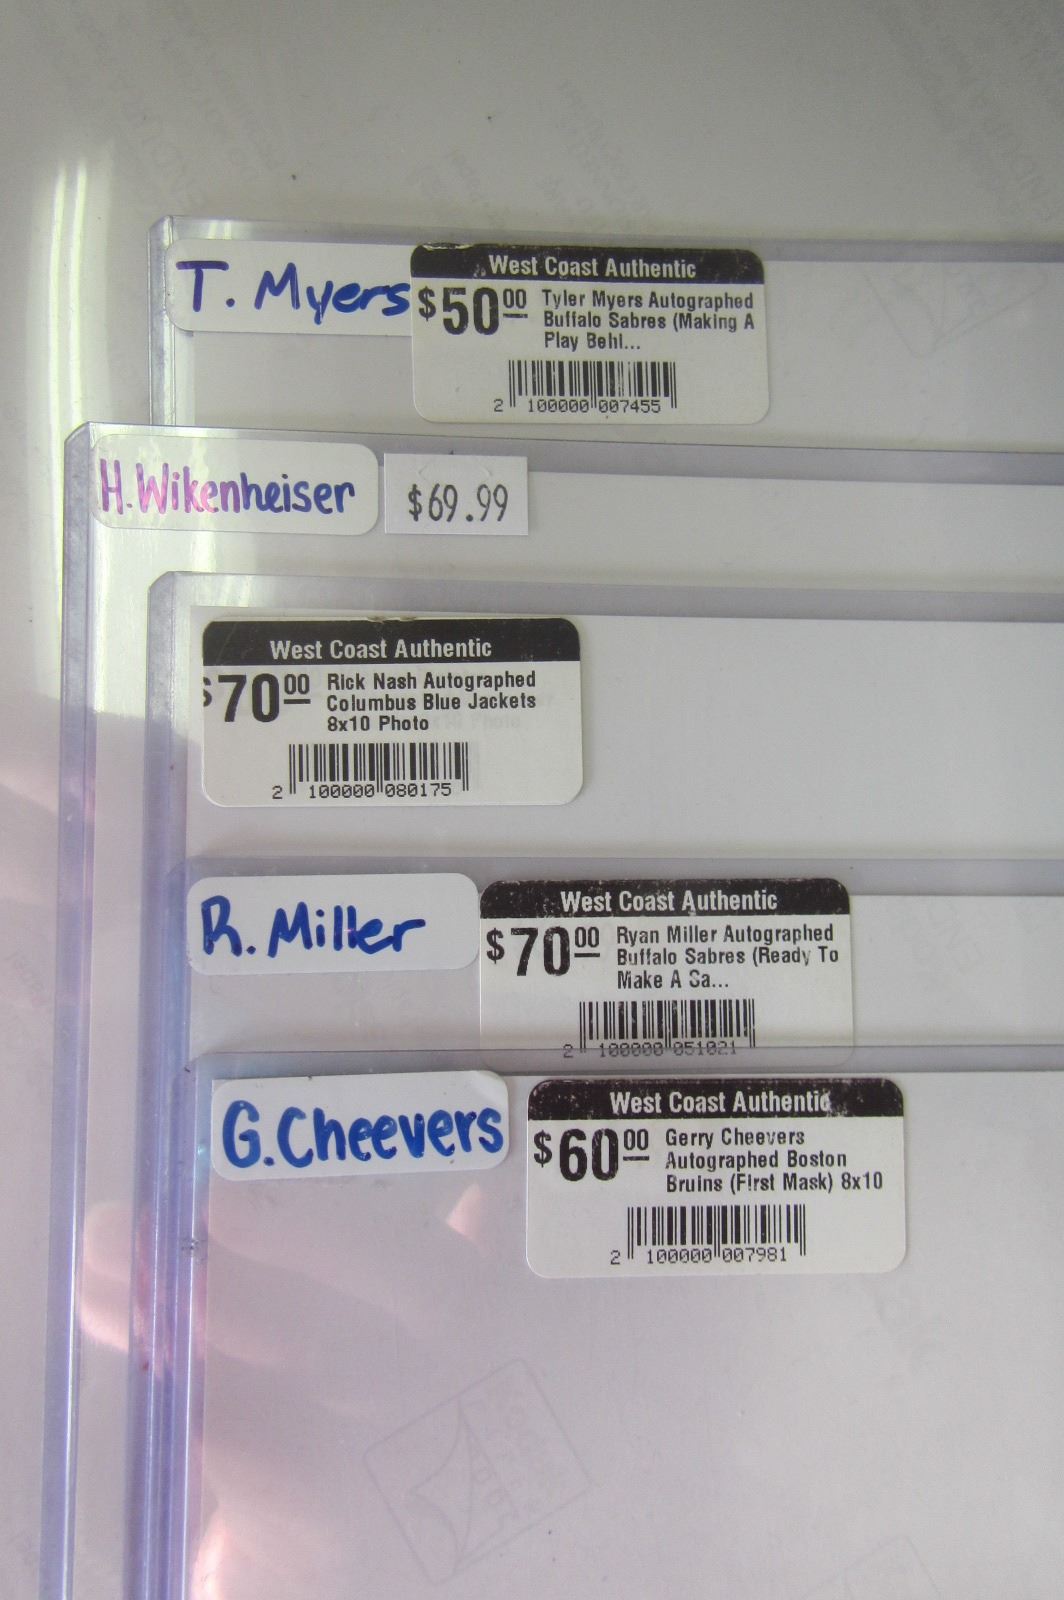 T. Myers
West Coast Authentic
$50.00 Tyler Myers Autographed
Buffalo Sabres (Making A
Play Behi...
2 100000 007455
H. Wikenheiser
$69.99
West Coast Authentic
$70.00 Rick Nash Autographed
Columbus Blue Jackets
8x10 Photo
2 100000 080175
R. Miller
West Coast Authentic
$70.00 Ryan Miller Autographed
Buffalo Sabres (Ready To
Make A Sa...
2 100000 051021
G. Cheevers
West Coast Authentic
$60.00 Gerry Cheevers
Autographed Boston
Bruins (First Mask) 8x10
2 100000 007981